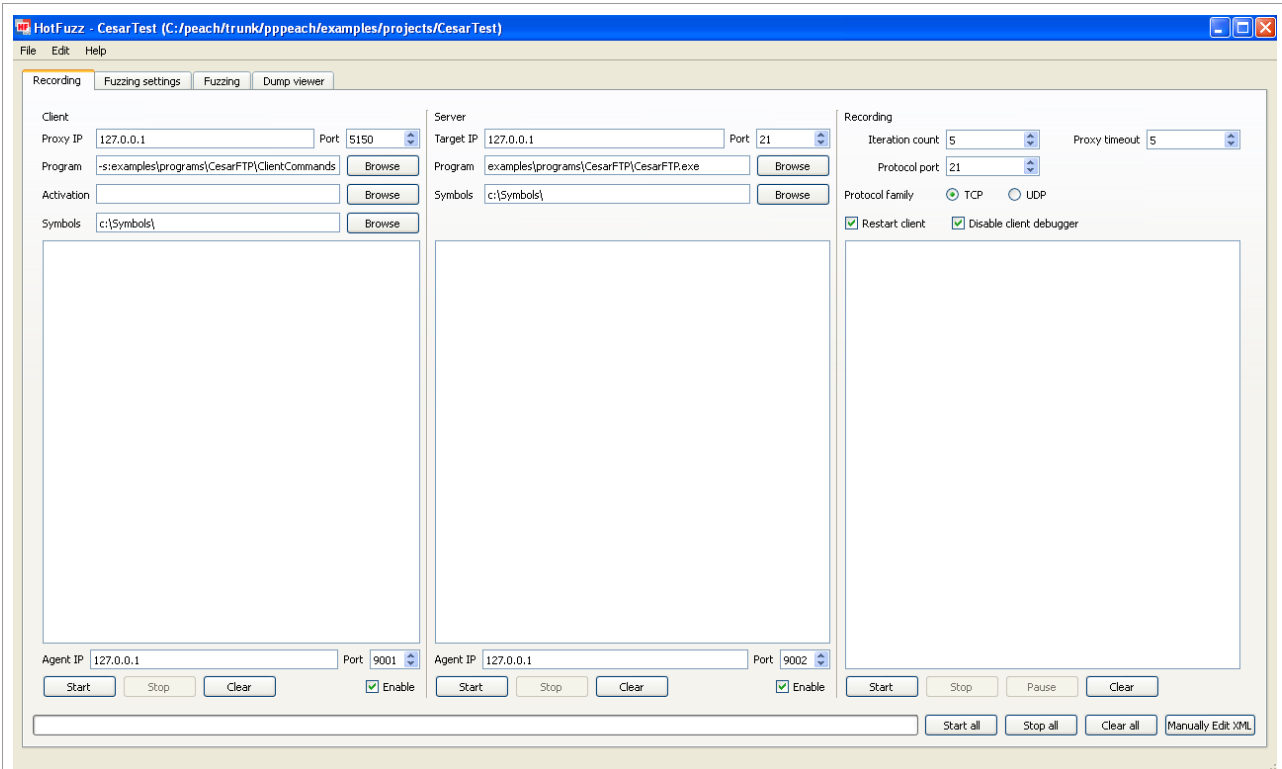 HotFuzz - CesarTest (C:/peach/trunk/pppeach/examples/projects/CesarTest)
File Edit Help
Recording Fuzzing settings Fuzzing Dump viewer
Client
Proxy IP 127.0.0.1 Port 5150
Program -s:examples\programs\CesarFTP\ClientCommands Browse
Activation Browse
Symbols c:\Symbols\ Browse
Agent IP 127.0.0.1 Port 9001
Start Stop Clear Enable
Server
Target IP 127.0.0.1 Port 21
Program examples\programs\CesarFTP\CesarFTP.exe Browse
Symbols c:\Symbols\ Browse
Agent IP 127.0.0.1 Port 9002
Start Stop Clear Enable
Recording
Iteration count 5 Proxy timeout 5
Protocol port 21
Protocol family TCP UDP
Restart client Disable client debugger
Start Stop Pause Clear
Start all Stop all Clear all Manually Edit XML